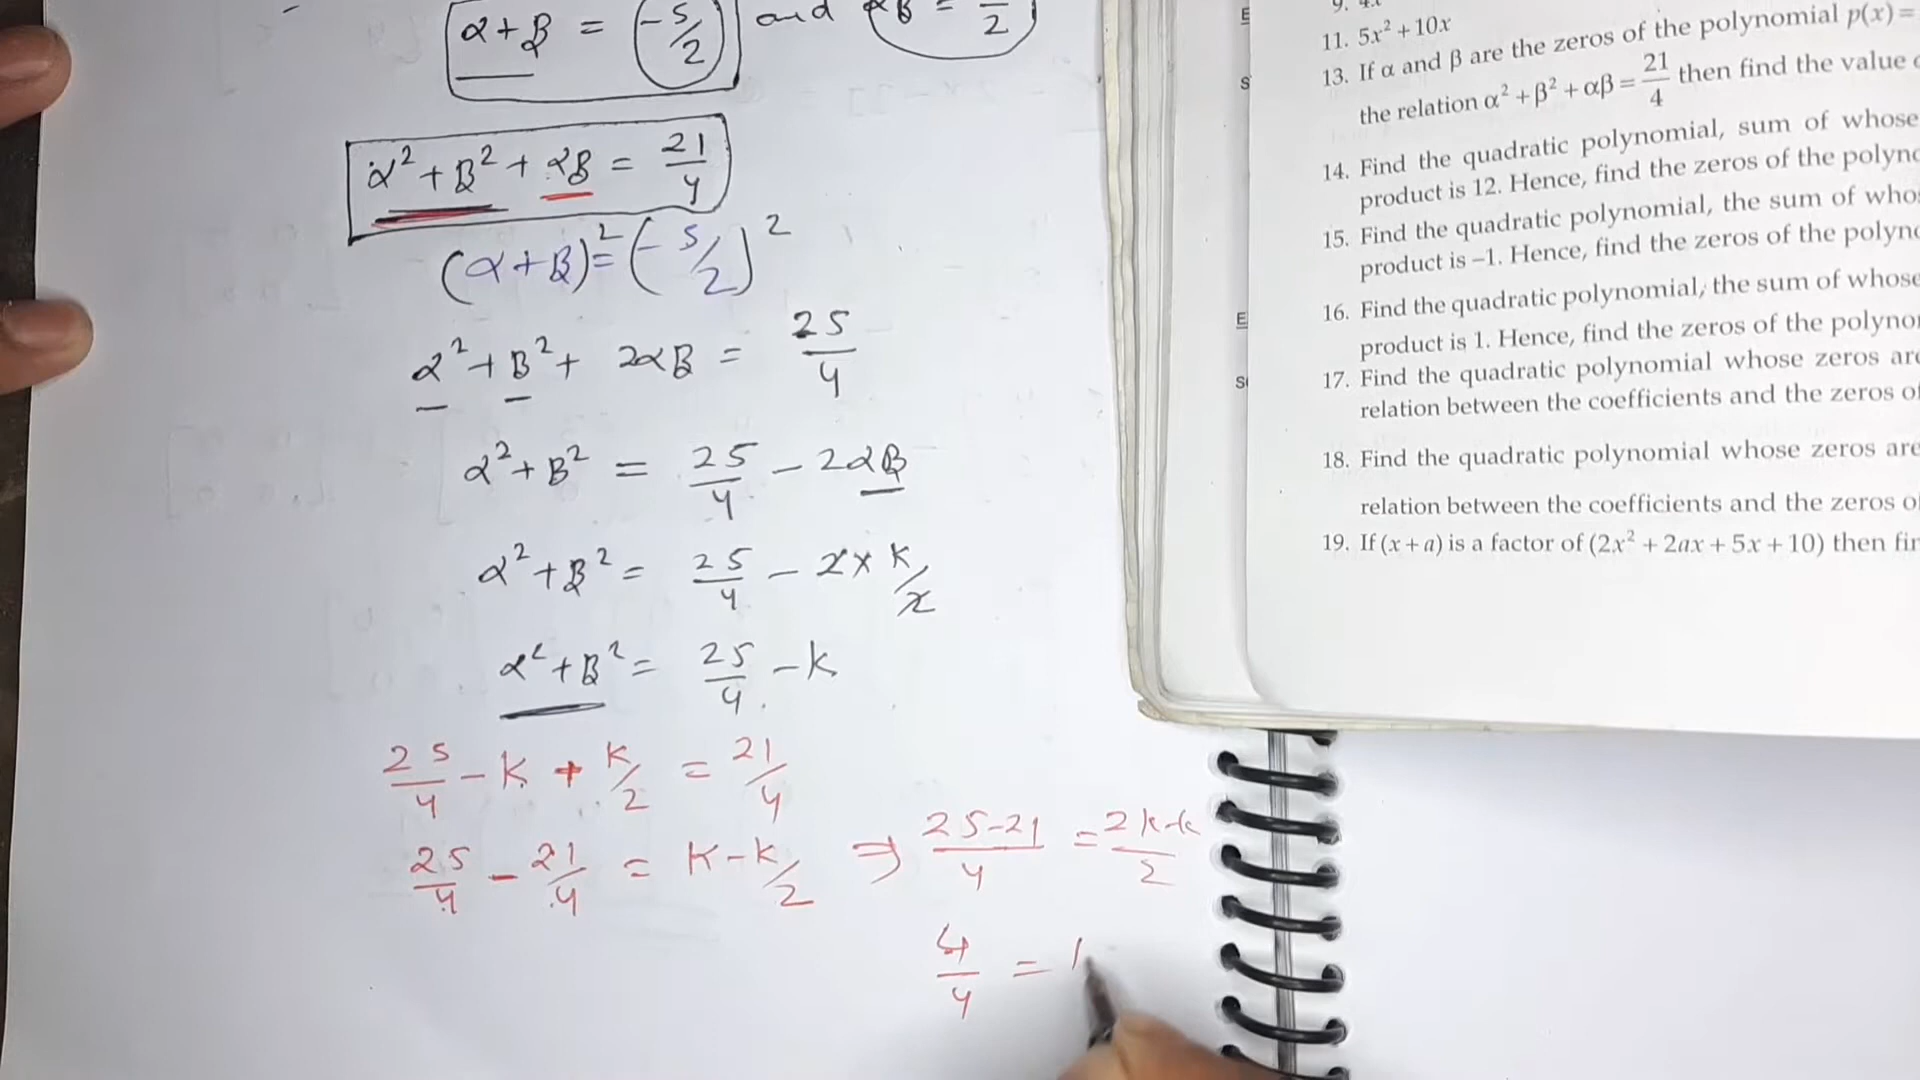 α+β = (-5/2) and αβ = /2
α²+β²+αβ = 21/4
(α+β)² = (-5/2)²
α²+β²+ 2αβ = 25/4
α²+β² = 25/4 - 2αβ
α²+β² = 25/4 - 2×k/2
α²+β² = 25/4 - k
25/4 - k + k/2 = 21/4
25/4 - 21/4 = k - k/2 ⇒ 25-21/4 = 2k-k/2
4/4 =
9. 4x
11. 5x² + 10x
13. If α and β are the zeros of the polynomial p(x) =
the relation α² + β² + αβ = 21/4 then find the value
14. Find the quadratic polynomial, sum of whose
product is 12. Hence, find the zeros of the
15. Find the quadratic polynomial, the sum of
product is –1. Hence, find the zeros of the
16. Find the quadratic polynomial, the sum of whose
product is 1. Hence, find the zeros of the
17. Find the quadratic polynomial whose zeros are
relation between the coefficients and the zeros of
18. Find the quadratic polynomial whose zeros are
relation between the coefficients and the zeros of
19. If (x + a) is a factor of (2x² + 2ax + 5x + 10) then